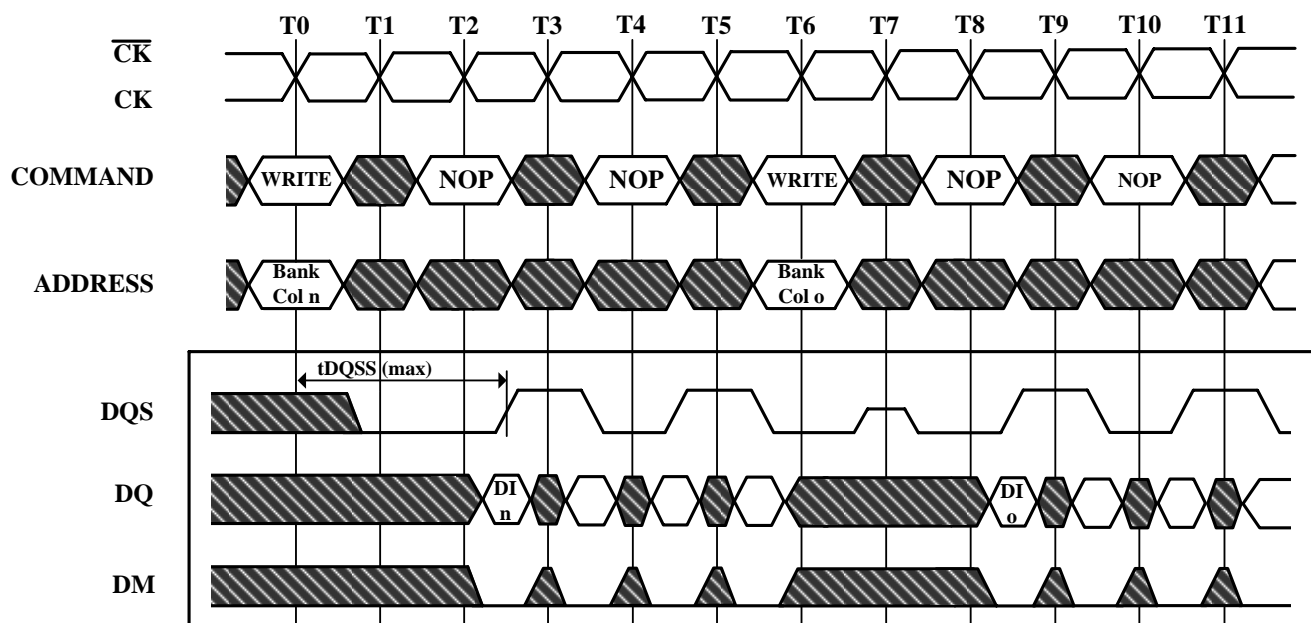 T0 T1 T2 T3 T4 T5 T6 T7 T8 T9 T10 T11
CK
CK
COMMAND WRITE NOP NOP WRITE NOP NOP
ADDRESS Bank Col n Bank Col o
tDQSS (max)
DQS
DQ DI n DI o
DM